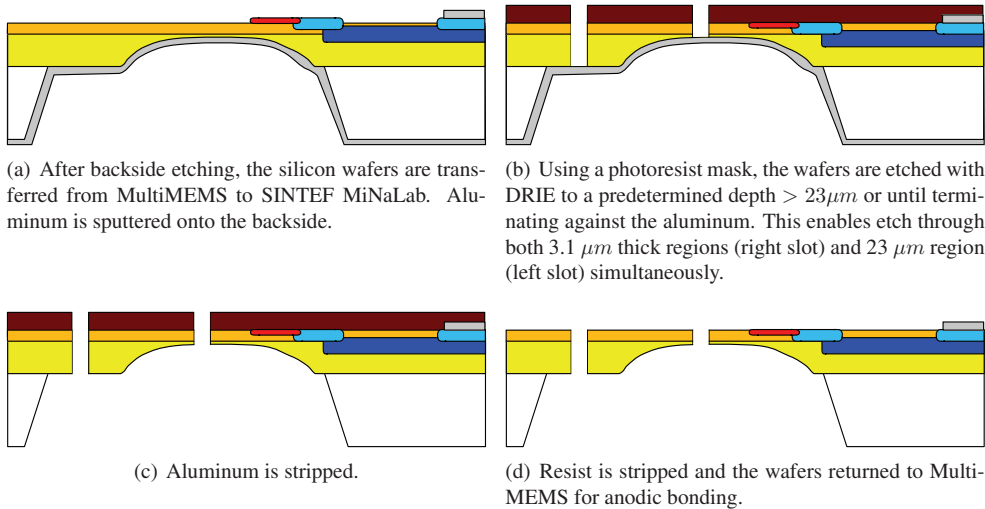 (a) After backside etching, the silicon wafers are trans-
ferred from MultiMEMS to SINTEF MiNaLab. Alu-
minum is sputtered onto the backside.
(b) Using a photoresist mask, the wafers are etched with
DRIE to a predetermined depth > 23μm or until termi-
nating against the aluminum. This enables etch through
both 3.1 μm thick regions (right slot) and 23 μm region
(left slot) simultaneously.
(c) Aluminum is stripped.
(d) Resist is stripped and the wafers returned to Multi-
MEMS for anodic bonding.